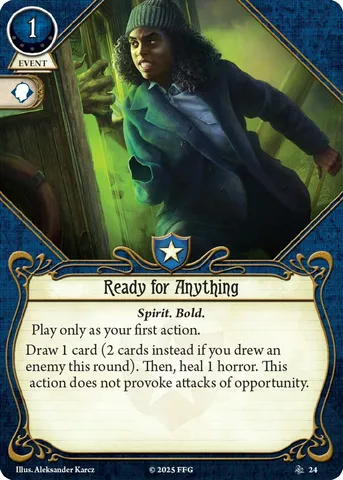 1
EVENT
Ready for Anything
Spirit. Bold.
Play only as your first action.
Draw 1 card (2 cards instead if you drew an
enemy this round). Then, heal 1 horror. This
action does not provoke attacks of opportunity.
Illus. Aleksander Karcz © 2025 FFG 24